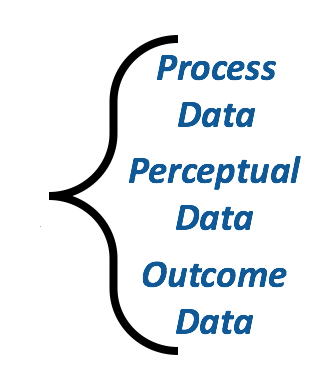 Process
Data
Perceptual
Data
Outcome
Data